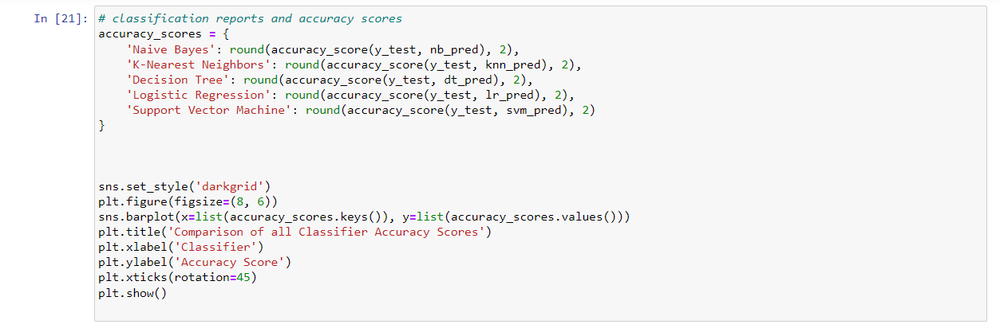 In [21]: # classification reports and accuracy scores
accuracy_scores = {
    'Naive Bayes': round(accuracy_score(y_test, nb_pred), 2),
    'K-Nearest Neighbors': round(accuracy_score(y_test, knn_pred), 2),
    'Decision Tree': round(accuracy_score(y_test, dt_pred), 2),
    'Logistic Regression': round(accuracy_score(y_test, lr_pred), 2),
    'Support Vector Machine': round(accuracy_score(y_test, svm_pred), 2)
}
sns.set_style('darkgrid')
plt.figure(figsize=(8, 6))
sns.barplot(x=list(accuracy_scores.keys()), y=list(accuracy_scores.values()))
plt.title('Comparison of all Classifier Accuracy Scores')
plt.xlabel('Classifier')
plt.ylabel('Accuracy Score')
plt.xticks(rotation=45)
plt.show()